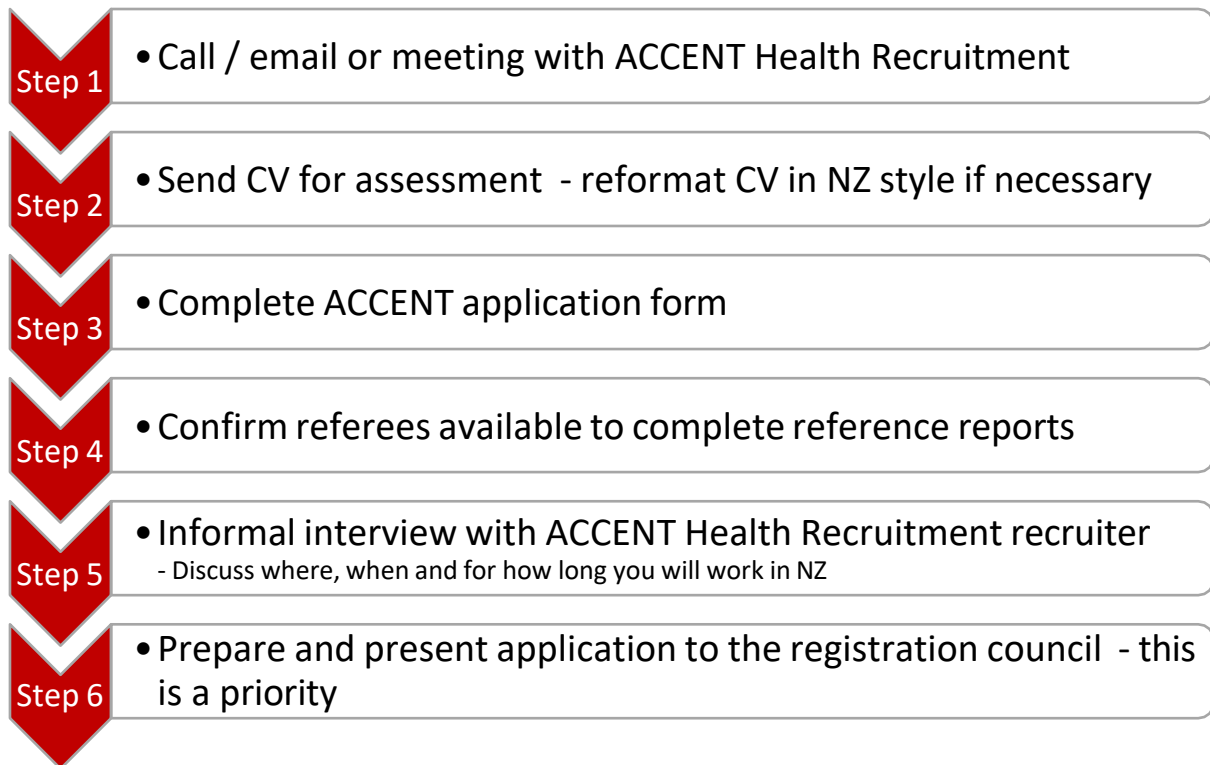 Step 1
• Call / email or meeting with ACCENT Health Recruitment
Step 2
• Send CV for assessment - reformat CV in NZ style if necessary
Step 3
• Complete ACCENT application form
Step 4
• Confirm referees available to complete reference reports
Step 5
• Informal interview with ACCENT Health Recruitment recruiter
- Discuss where, when and for how long you will work in NZ
Step 6
• Prepare and present application to the registration council - this
is a priority